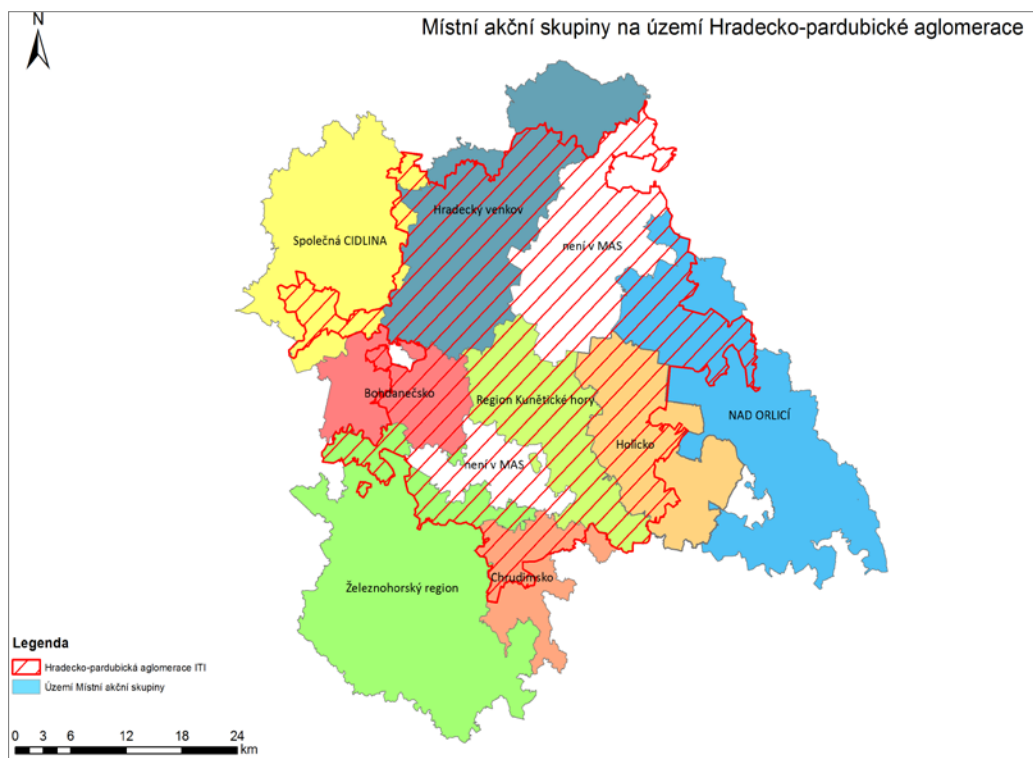 N
Místní akční skupiny na území Hradecko-pardubické aglomerace
Hradecký venkov
Společná CIDLINA
není v MAS
Bohdanečsko
Region Kunětické hory
NAD ORLICÍ
Holicko
není v MAS
Chrudimsko
Železnohorský region
Legenda
Hradecko-pardubická aglomerace ITI
Území Místní akční skupiny
0 3 6 12 18 24
km